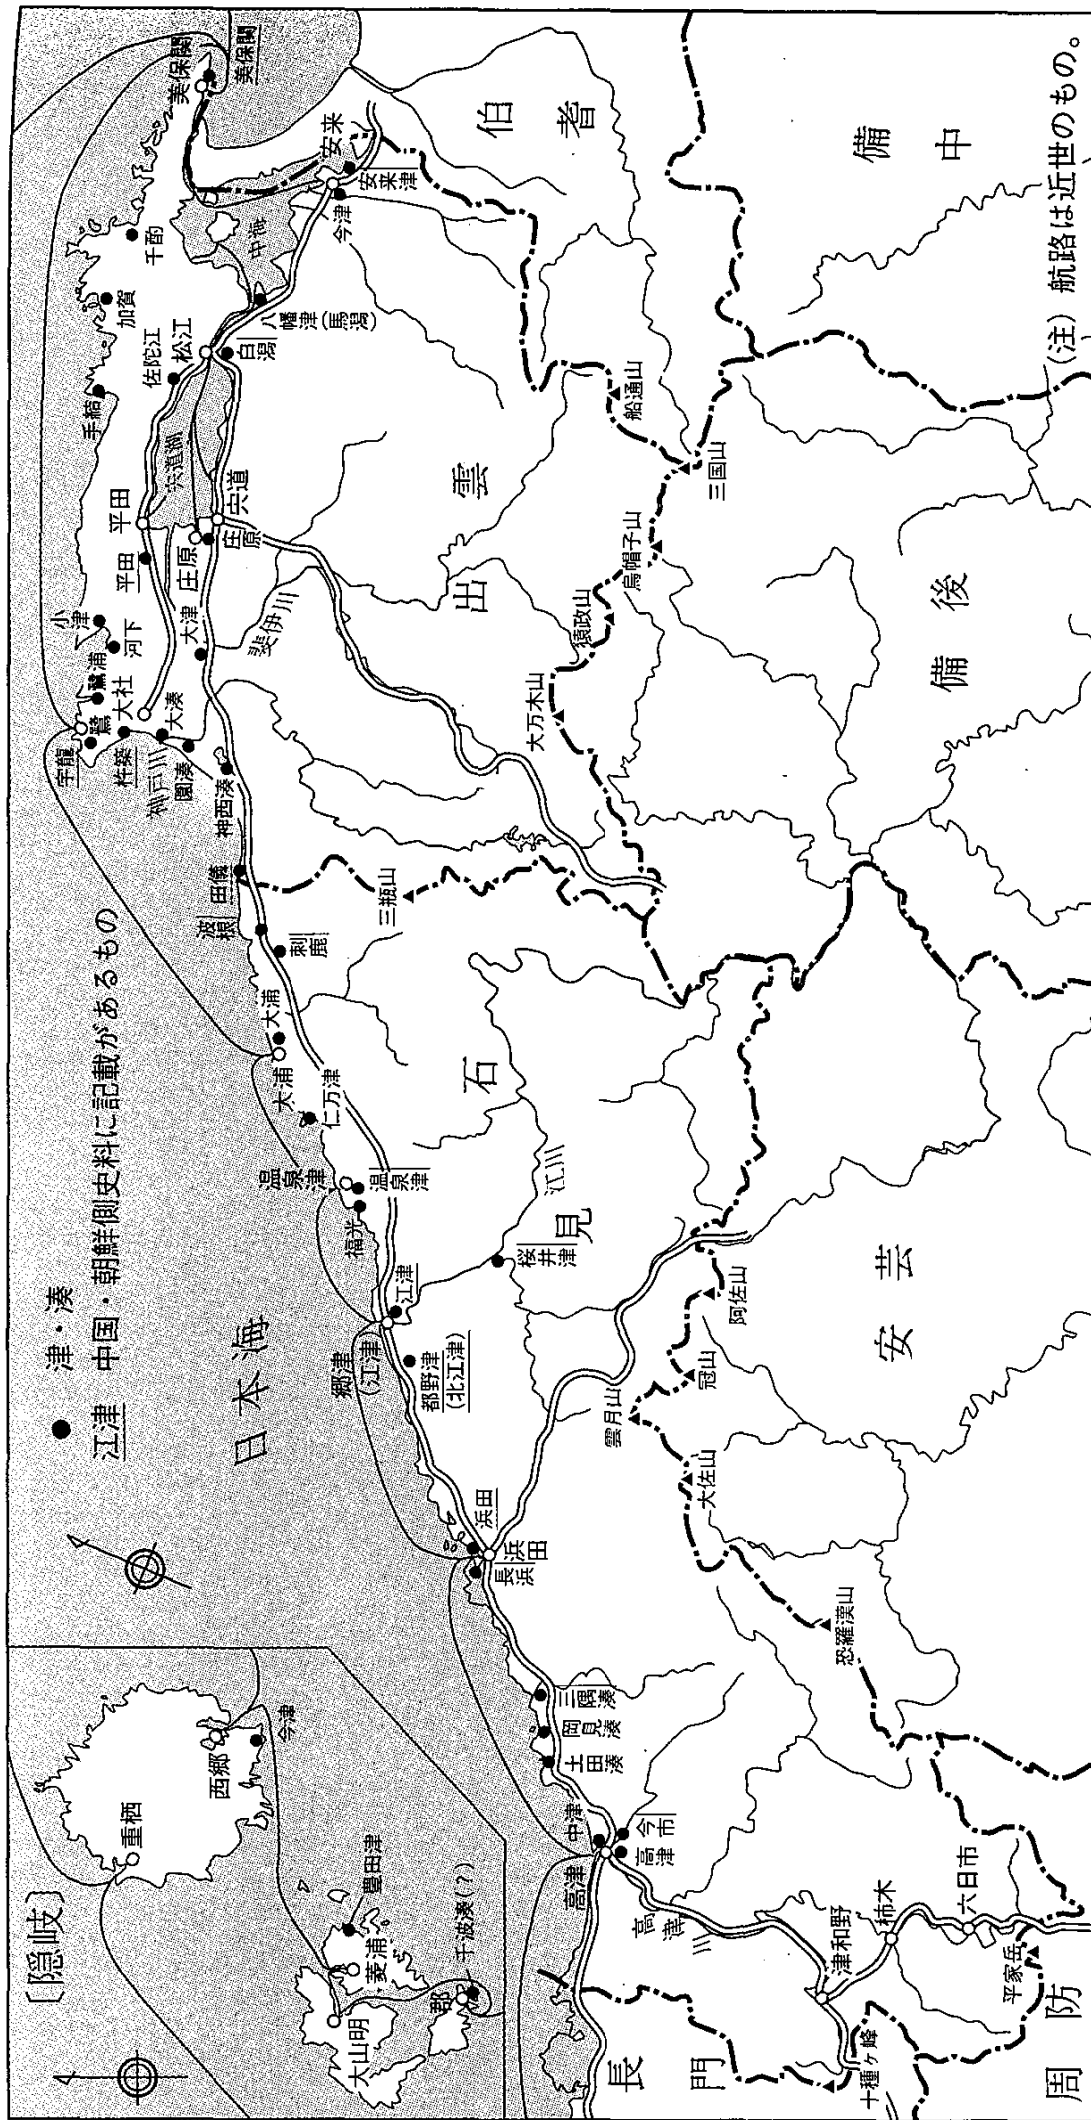 ● 津・湊
江津 中国・朝鮮側史料に記載があるもの
日本海
〔隠岐〕
重栖
西郷
今津
豊田津
菱浦
大山明
千波湊(?)
郡
美保関
美保関
千酌
加賀
手結
佐陀江
松江
白潟
八幡津(馬潟)
中海
安来
安来津
今津
宍道湖
宍道
平田
平田
庄原
庄原
小津
河下
鷺浦
鷺
宇龍
大社
杵築
大湊
神戸川
園湊
神西湊
大津
斐伊川
田儀
波根
刺鹿
三瓶山
大浦
大浦
仁万津
温泉津
温泉津
福光
江川
桜井津
江津
郷津
(江津)
都野津
(北江津)
浜田
浜田
長浜
三隅湊
岡見湊
土田湊
中津
今市
高津
高津
高津川
津和野
柿木
六日市
平家岳
十種ヶ峰
恐羅漢山
大佐山
雲月山
冠山
阿佐山
大万木山
猿政山
烏帽子山
三国山
船通山
伯耆
出雲
石見
備中
備後
安芸
周防
長門
(注) 航路は近世のもの。